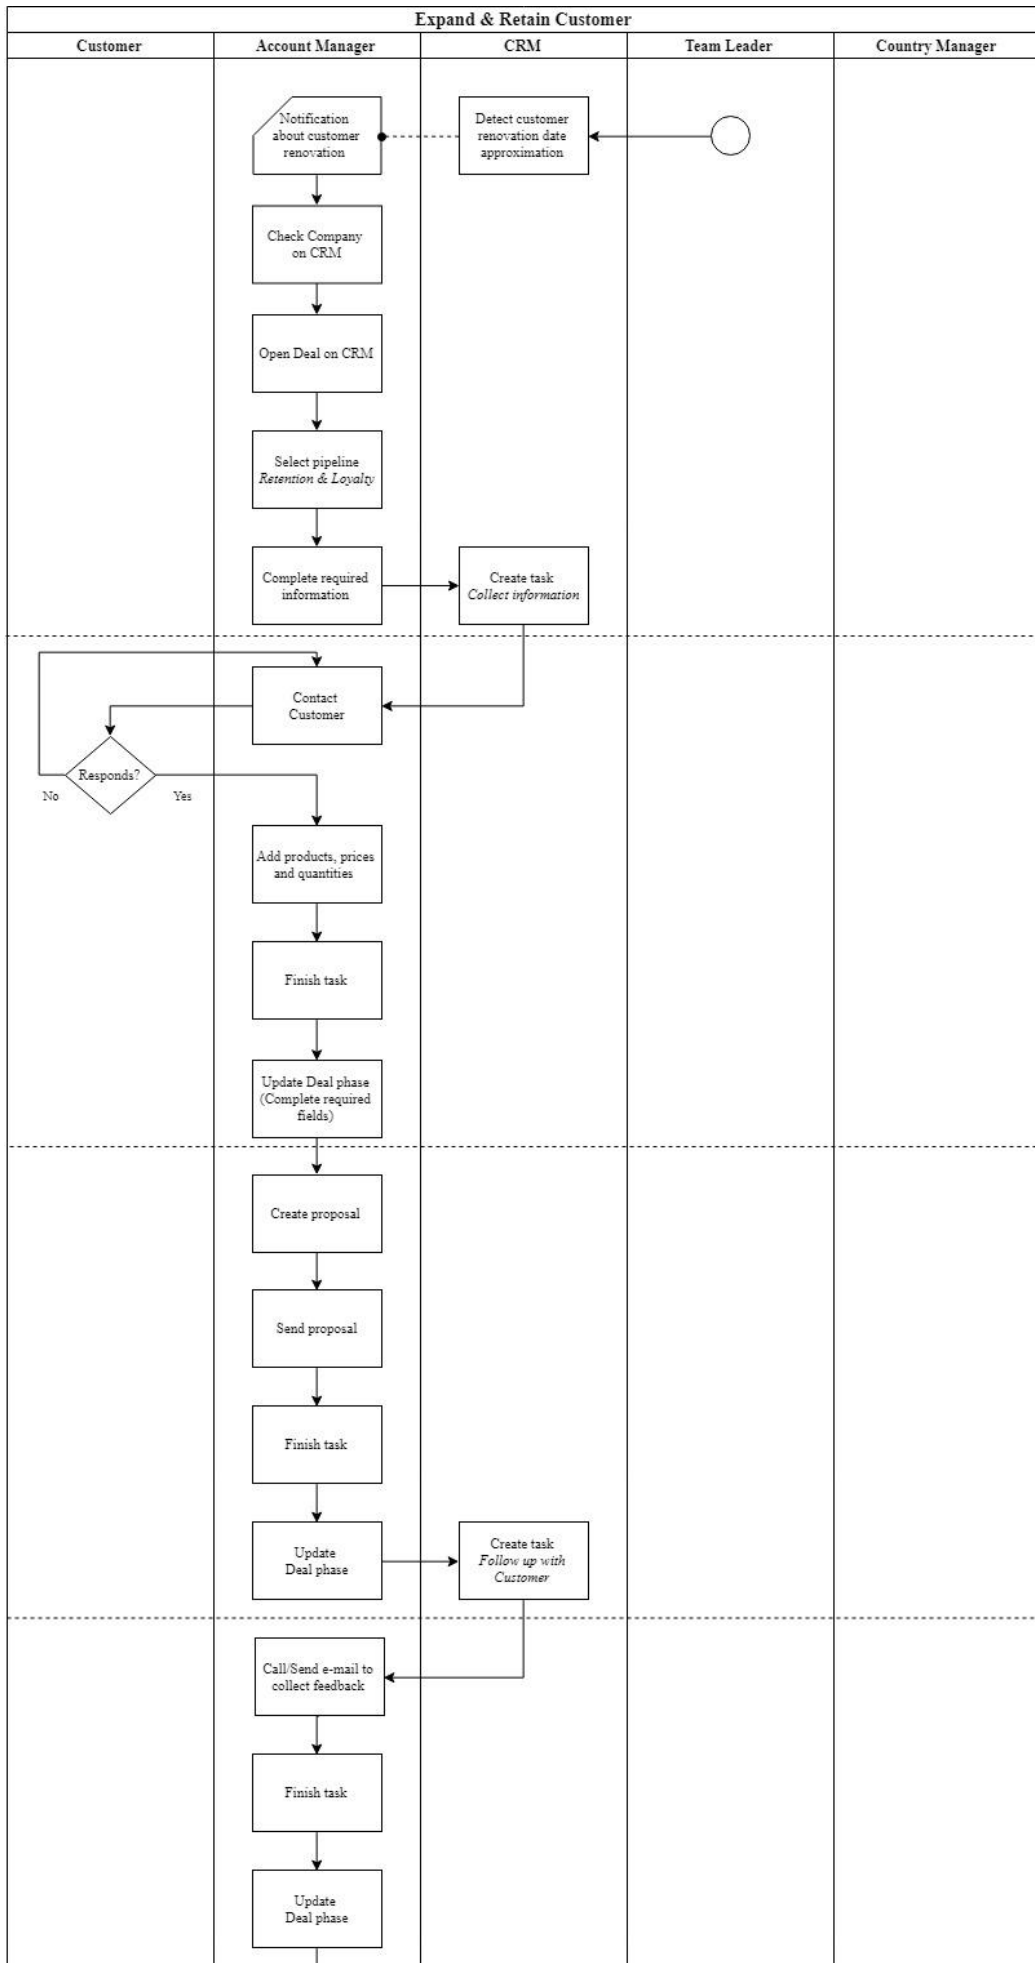 Expand & Retain Customer
Customer
Account Manager
CRM
Team Leader
Country Manager
Notification
about customer
renovation
Detect customer
renovation date
approximation
Check Company
on CRM
Open Deal on CRM
Select pipeline
Retention & Loyalty
Complete required
information
Create task
Collect information
Contact
Customer
Responds?
No
Yes
Add products, prices
and quantities
Finish task
Update Deal phase
(Complete required
fields)
Create proposal
Send proposal
Finish task
Update
Deal phase
Create task
Follow up with
Customer
Call/Send e-mail to
collect feedback
Finish task
Update
Deal phase